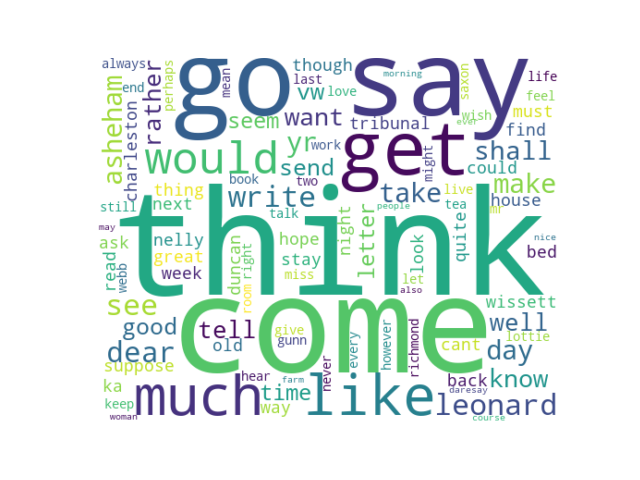 always
though
morning
go
say
last
saxon
life
end
perhaps
rather
mean
two
love
vw
feel
asheham
charleston
seem
want
tribunal
wish
ever
must
yr
get
work
might
find
would
send
shall
could
thing
book
write
take
live
mr
make
house
still
next
talk
think
night
letter
people
tea
quite
nice
may
ask
nelly
duncan
right
hope
look
bed
read
webb
great
week
room
miss
stay
let
also
come
see
wissett
good
tell
give
gunn
every
however
richmond
well
lottie
dear
old
never
cant
day
suppose
hear
farm
back
know
ka
much
time
like
daresay
keep
way
leonard
woman
course